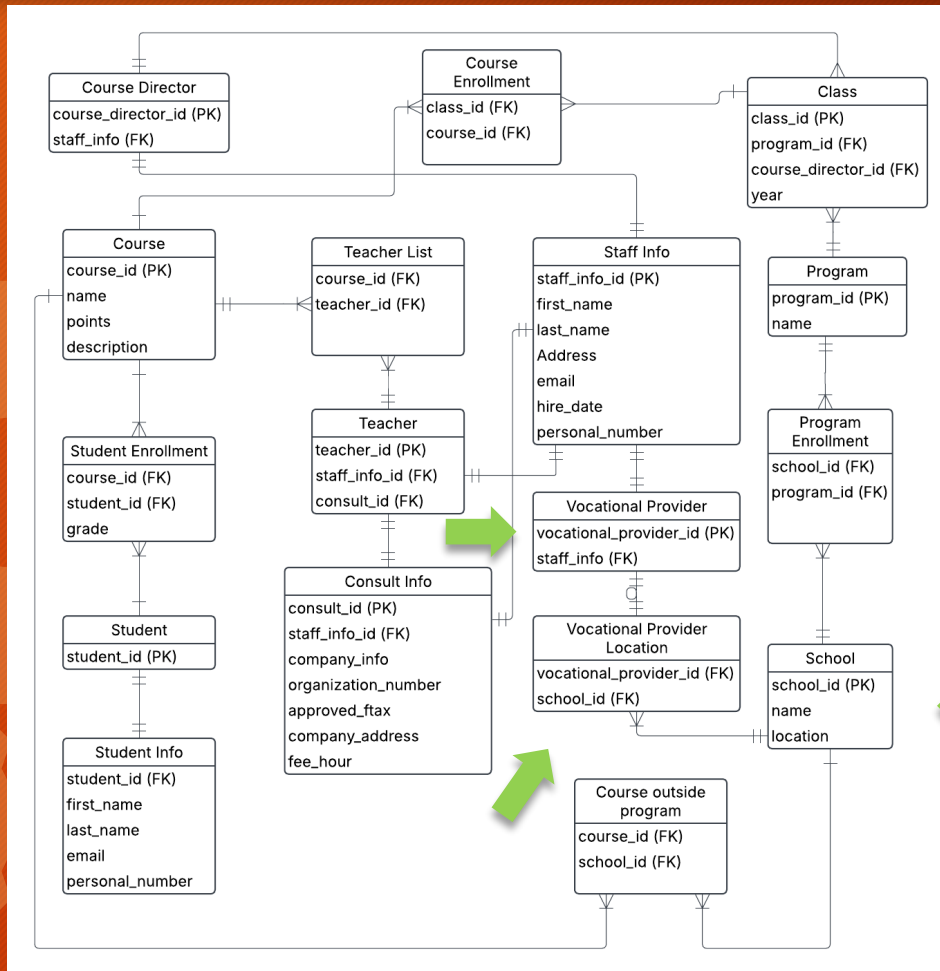 Course Director
course_director_id (PK)
staff_info (FK)
Course
Enrollment
class_id (FK)
course_id (FK)
Class
class_id (PK)
program_id (FK)
course_director_id (FK)
year
Course
course_id (PK)
name
points
description
Teacher List
course_id (FK)
teacher_id (FK)
Staff Info
staff_info_id (PK)
first_name
last_name
Address
email
hire_date
personal_number
Program
program_id (PK)
name
Student Enrollment
course_id (FK)
student_id (FK)
grade
Teacher
teacher_id (PK)
staff_info_id (FK)
consult_id (FK)
Program
Enrollment
school_id (FK)
program_id (FK)
Vocational Provider
vocational_provider_id (PK)
staff_info (FK)
Consult Info
consult_id (PK)
staff_info_id (FK)
company_info
organization_number
approved_ftax
company_address
fee_hour
Student
student_id (PK)
Vocational Provider
Location
vocational_provider_id (FK)
school_id (FK)
School
school_id (PK)
name
location
Student Info
student_id (FK)
first_name
last_name
email
personal_number
Course outside
program
course_id (FK)
school_id (FK)